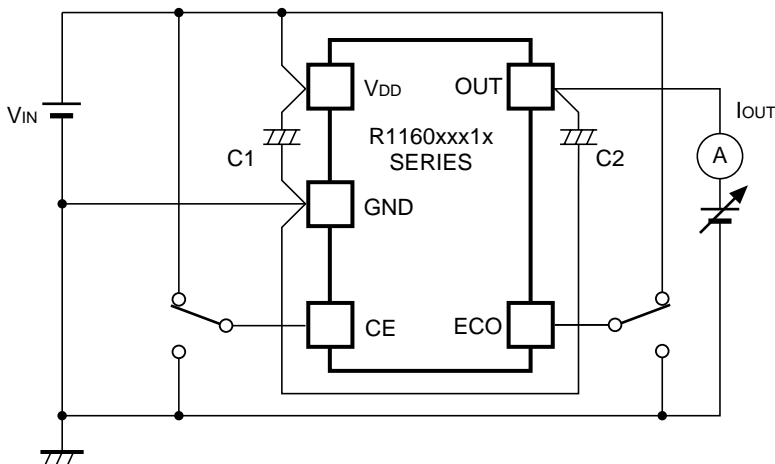 VDD
OUT
VIN
IOUT
R1160xxx1x
SERIES
C1
C2
A
GND
CE
ECO